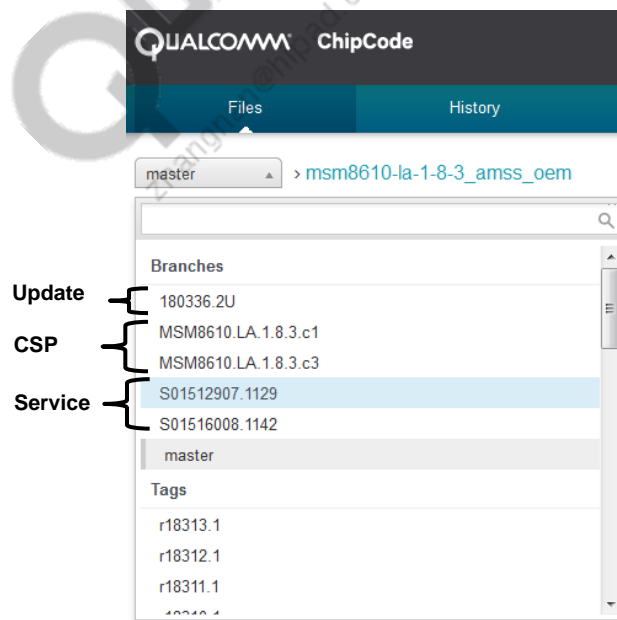 QUALCOMM® ChipCode
Files History
master > msm8610-la-1-8-3_amss_oem
Branches
Update 180336.2U
CSP MSM8610.LA.1.8.3.c1
MSM8610.LA.1.8.3.c3
Service S01512907.1129
S01516008.1142
master
Tags
r18313.1
r18312.1
r18311.1